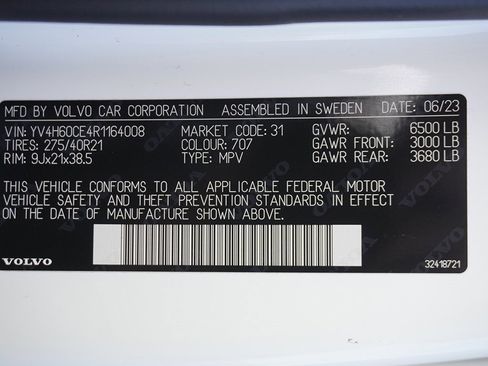 MFD BY VOLVO CAR CORPORATION ASSEMBLED IN SWEDEN DATE: 06/23
VIN: YV4H60CE4R1164008 MARKET CODE: 31 GVWR: 6500 LB
TIRES: 275/40R21 COLOUR: 707 GAWR FRONT: 3000 LB
RIM: 9Jx21x38.5 TYPE: MPV GAWR REAR: 3680 LB
THIS VEHICLE CONFORMS TO ALL APPLICABLE FEDERAL MOTOR
VEHICLE SAFETY AND THEFT PREVENTION STANDARDS IN EFFECT
ON THE DATE OF MANUFACTURE SHOWN ABOVE.
VOLVO 32418721